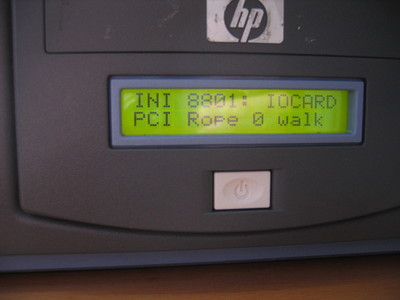 hp
INI 8801: IOCARD
PCI Rope 0 walk